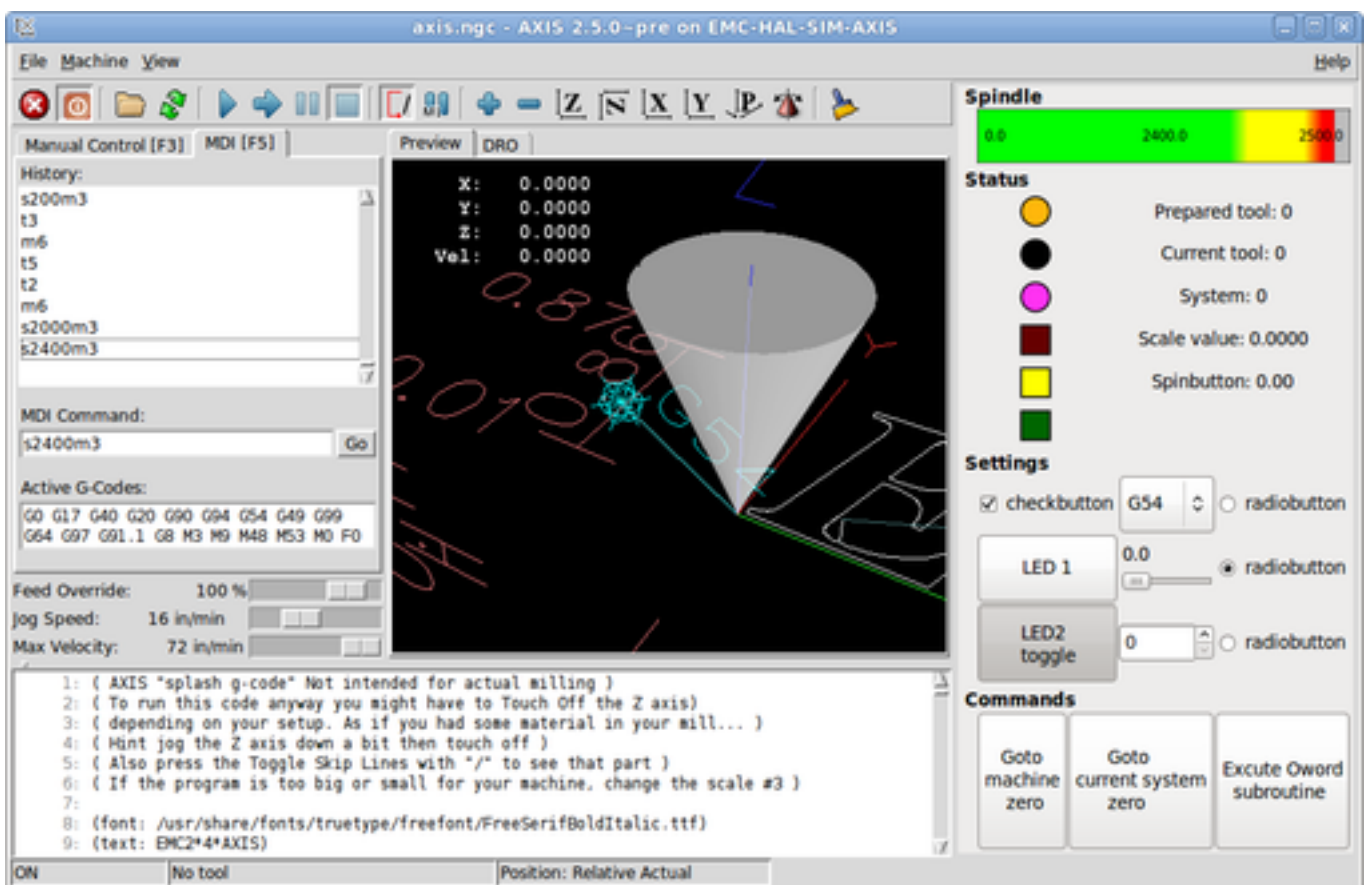 axis.ngc - AXIS 2.5.0~pre on EMC-HAL-SIM-AXIS
File Machine View Help
Z N X Y P
Manual Control [F3] MDI [F5]
History:
s200m3
t3
m6
t5
t2
m6
s2000m3
s2400m3
MDI Command:
s2400m3 Go
Active G-Codes:
G0 G17 G40 G20 G90 G94 G54 G49 G99
G64 G97 G91.1 G8 M3 M9 M48 M53 M0 F0
Feed Override: 100 %
Jog Speed: 16 in/min
Max Velocity: 72 in/min
Preview DRO
X: 0.0000
Y: 0.0000
Z: 0.0000
Vel: 0.0000
G54
Spindle
0.0 2400.0 2500.0
Status
Prepared tool: 0
Current tool: 0
System: 0
Scale value: 0.0000
Spinbutton: 0.00
Settings
checkbutton G54 radiobutton
LED 1 0.0 radiobutton
LED2
toggle 0 radiobutton
Commands
Goto
machine
zero
Goto
current system
zero
Excute Oword
subroutine
1: ( AXIS "splash g-code" Not intended for actual milling )
2: ( To run this code anyway you might have to Touch Off the Z axis)
3: ( depending on your setup. As if you had some material in your mill... )
4: ( Hint jog the Z axis down a bit then touch off )
5: ( Also press the Toggle Skip Lines with "/" to see that part )
6: ( If the program is too big or small for your machine, change the scale #3 )
7:
8: (font: /usr/share/fonts/truetype/freefont/FreeSerifBoldItalic.ttf)
9: (text: EMC2*4*AXIS)
ON No tool Position: Relative Actual